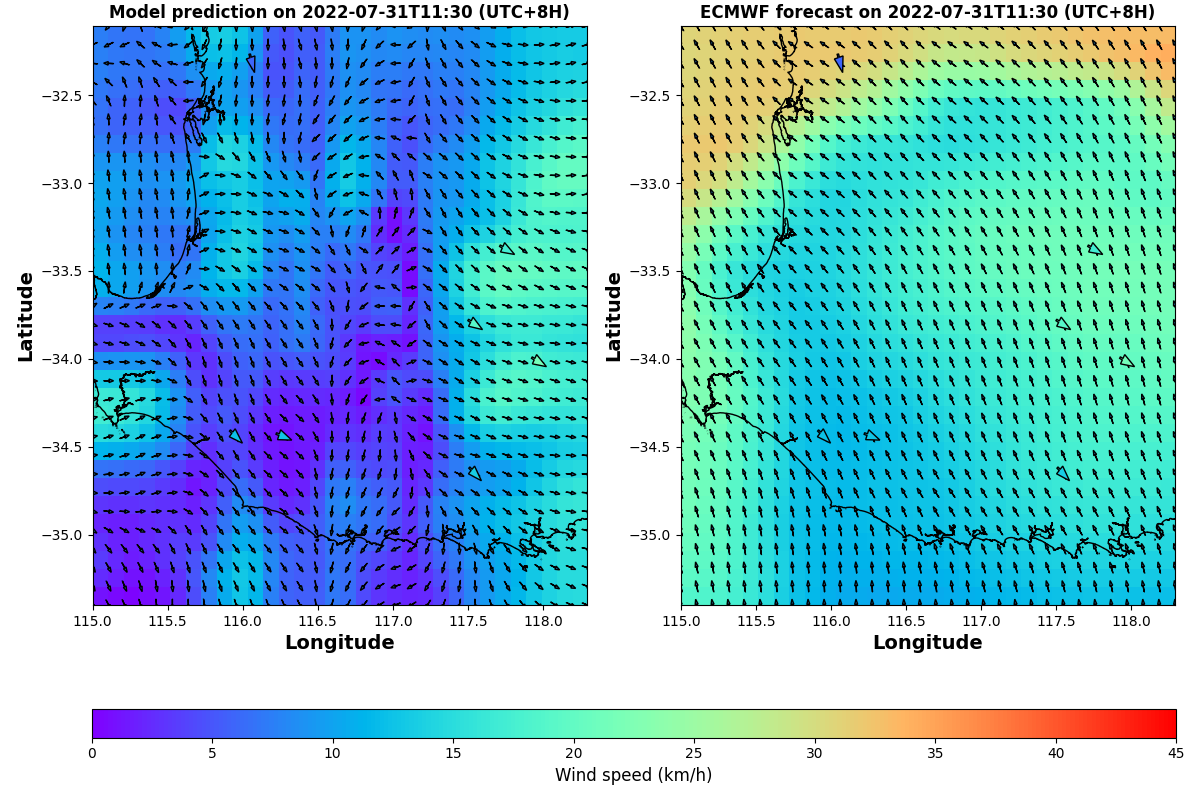 Model prediction on 2022-07-31T11:30 (UTC+8H)
ECMWF forecast on 2022-07-31T11:30 (UTC+8H)
Latitude
−32.5
−33.0
−33.5
−34.0
−34.5
−35.0
115.0 115.5 116.0 116.5 117.0 117.5 118.0
Longitude
Latitude
−32.5
−33.0
−33.5
−34.0
−34.5
−35.0
115.0 115.5 116.0 116.5 117.0 117.5 118.0
Longitude
0 5 10 15 20 25 30 35 40 45
Wind speed (km/h)